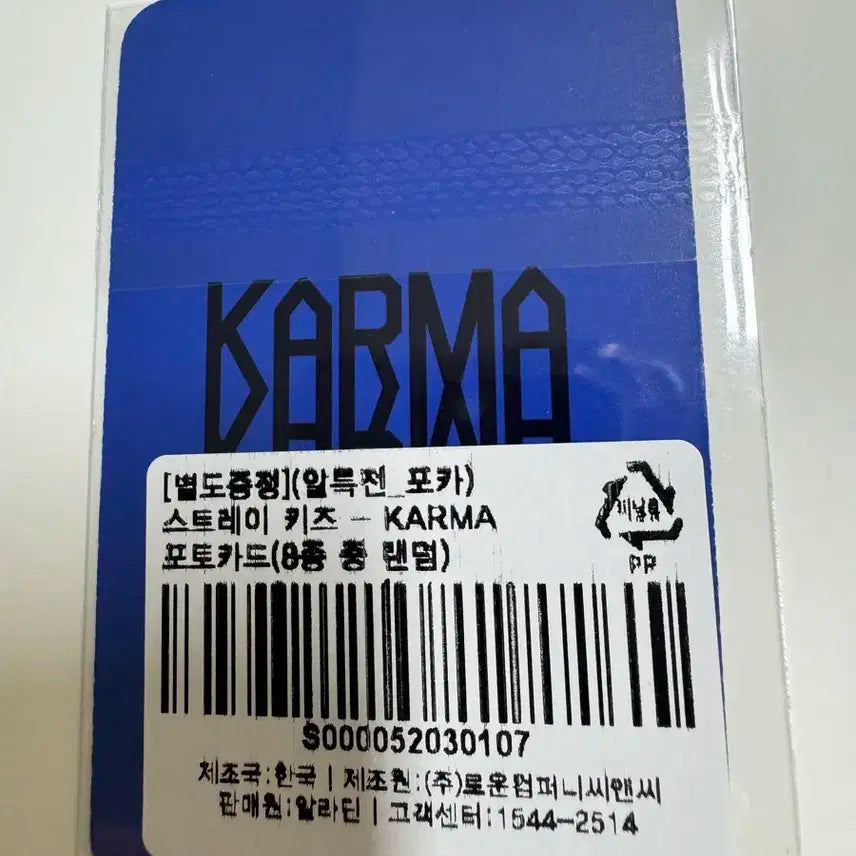 KARMA
[별도증정](알특전_포카)
스트레이 키즈 - KARMA
포토카드(8종 중 랜덤)
비닐류
PP
S000052030107
제조국:한국 | 제조원:(주)로운컴퍼니씨앤씨
판매원:알라딘 | 고객센터:1544-2514